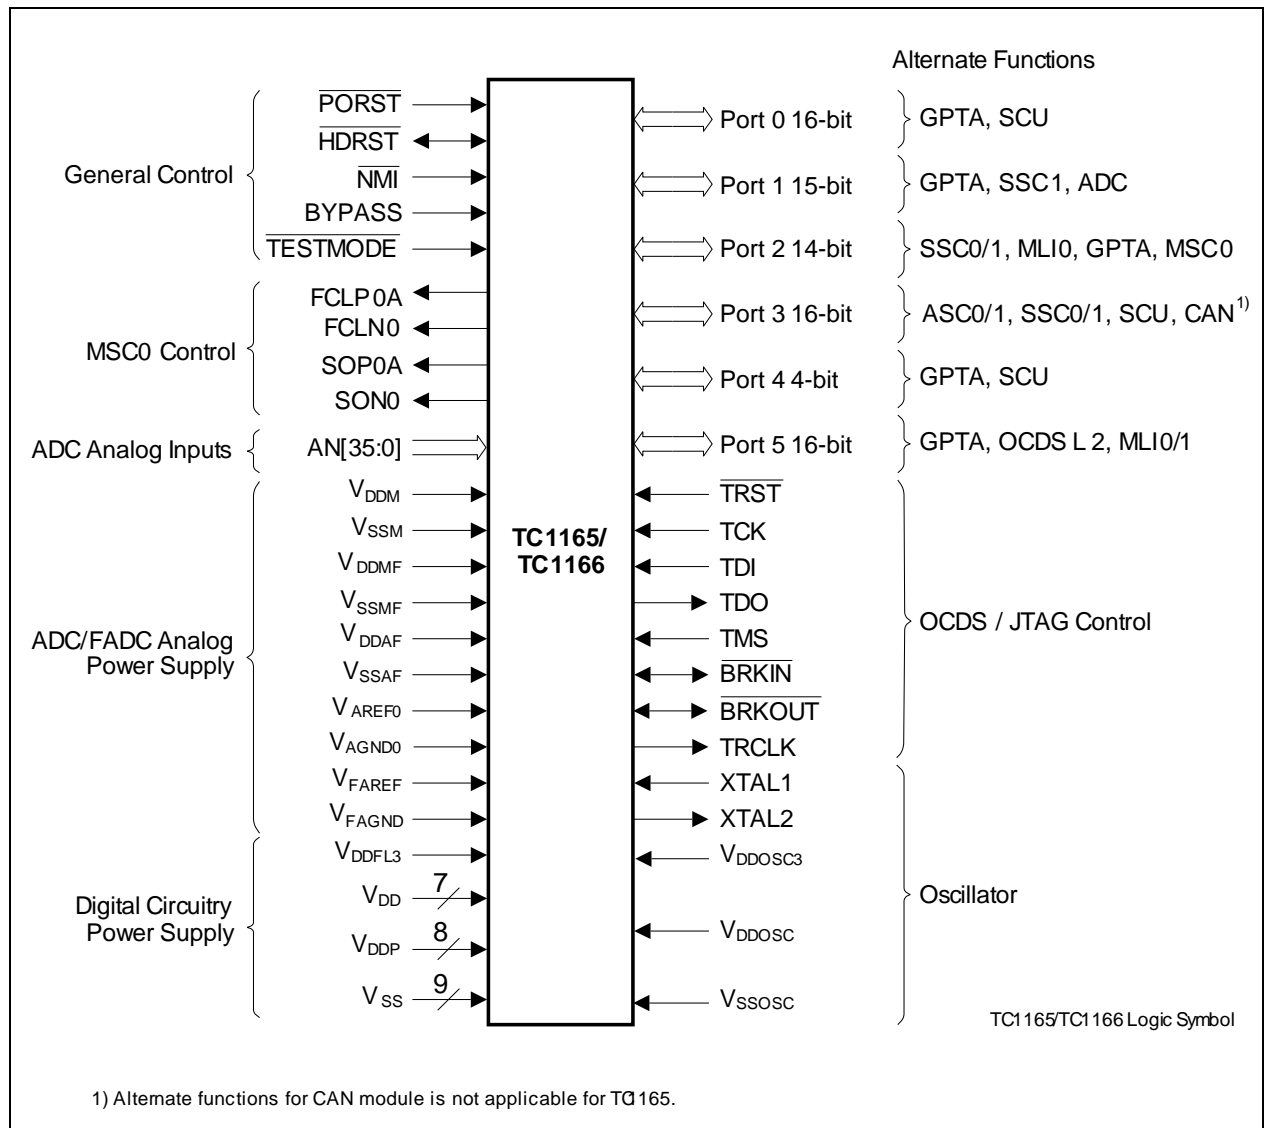 Alternate Functions
General Control
PORST
HDRST
NMI
BYPASS
TESTMODE
MSC0 Control
FCLP0A
FCLN0
SOP0A
SON0
ADC Analog Inputs
AN[35:0]
ADC/FADC Analog
Power Supply
VDDM
VSSM
VDDMF
VSSMF
VDDAF
VSSAF
VAREF0
VAGND0
VFAREF
VFAGND
Digital Circuitry
Power Supply
VDDFL3
VDD 7
VDDP 8
VSS 9
TC1165/
TC1166
Port 0 16-bit GPTA, SCU
Port 1 15-bit GPTA, SSC1, ADC
Port 2 14-bit SSC0/1, MLI0, GPTA, MSC0
Port 3 16-bit ASC0/1, SSC0/1, SCU, CAN1)
Port 4 4-bit GPTA, SCU
Port 5 16-bit GPTA, OCDS L2, MLI0/1
TRST
TCK
TDI
TDO
TMS
BRKIN
BRKOUT
TRCLK
OCDS / JTAG Control
XTAL1
XTAL2
VDDOSC3
VDDOSC
VSSOSC
Oscillator
TC1165/TC1166 Logic Symbol
1) Alternate functions for CAN module is not applicable for TC1165.